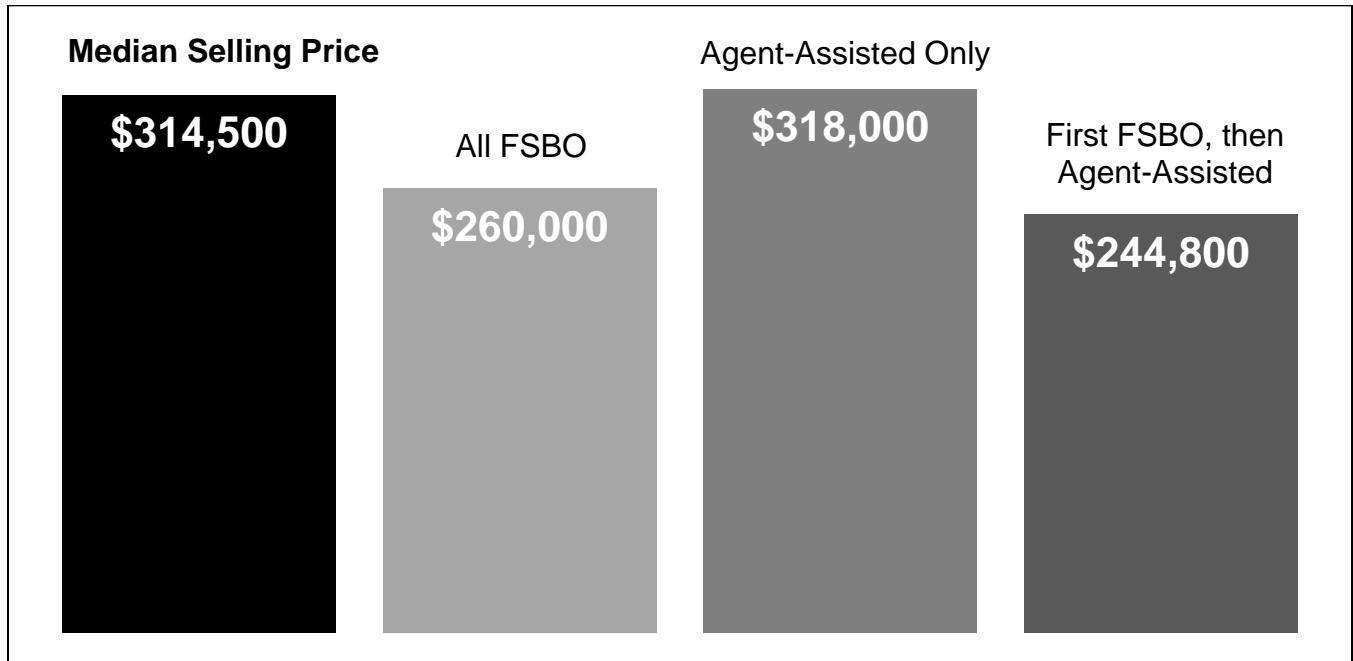 Median Selling Price
$314,500
All FSBO
$260,000
Agent-Assisted Only
$318,000
First FSBO, then
Agent-Assisted
$244,800